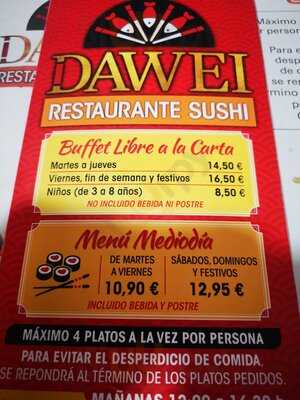 DAWEI
RESTAURANTE SUSHI
Buffet Libre a la Carta
Martes a jueves 14,50 €
Viernes, fin de semana y festivos 16,50 €
Niños (de 3 a 8 años) 8,50 €
NO INCLUIDO BEBIDA NI POSTRE
Menú Mediodía
DE MARTES
A VIERNES
10,90 €
SÁBADOS, DOMINGOS
Y FESTIVOS
12,95 €
INCLUIDO BEBIDA Y POSTRE
MÁXIMO 4 PLATOS A LA VEZ POR PERSONA
PARA EVITAR EL DESPERDICIO DE COMIDA,
SE REPONDRÁ AL TÉRMINO DE LOS PLATOS PEDIDOS.